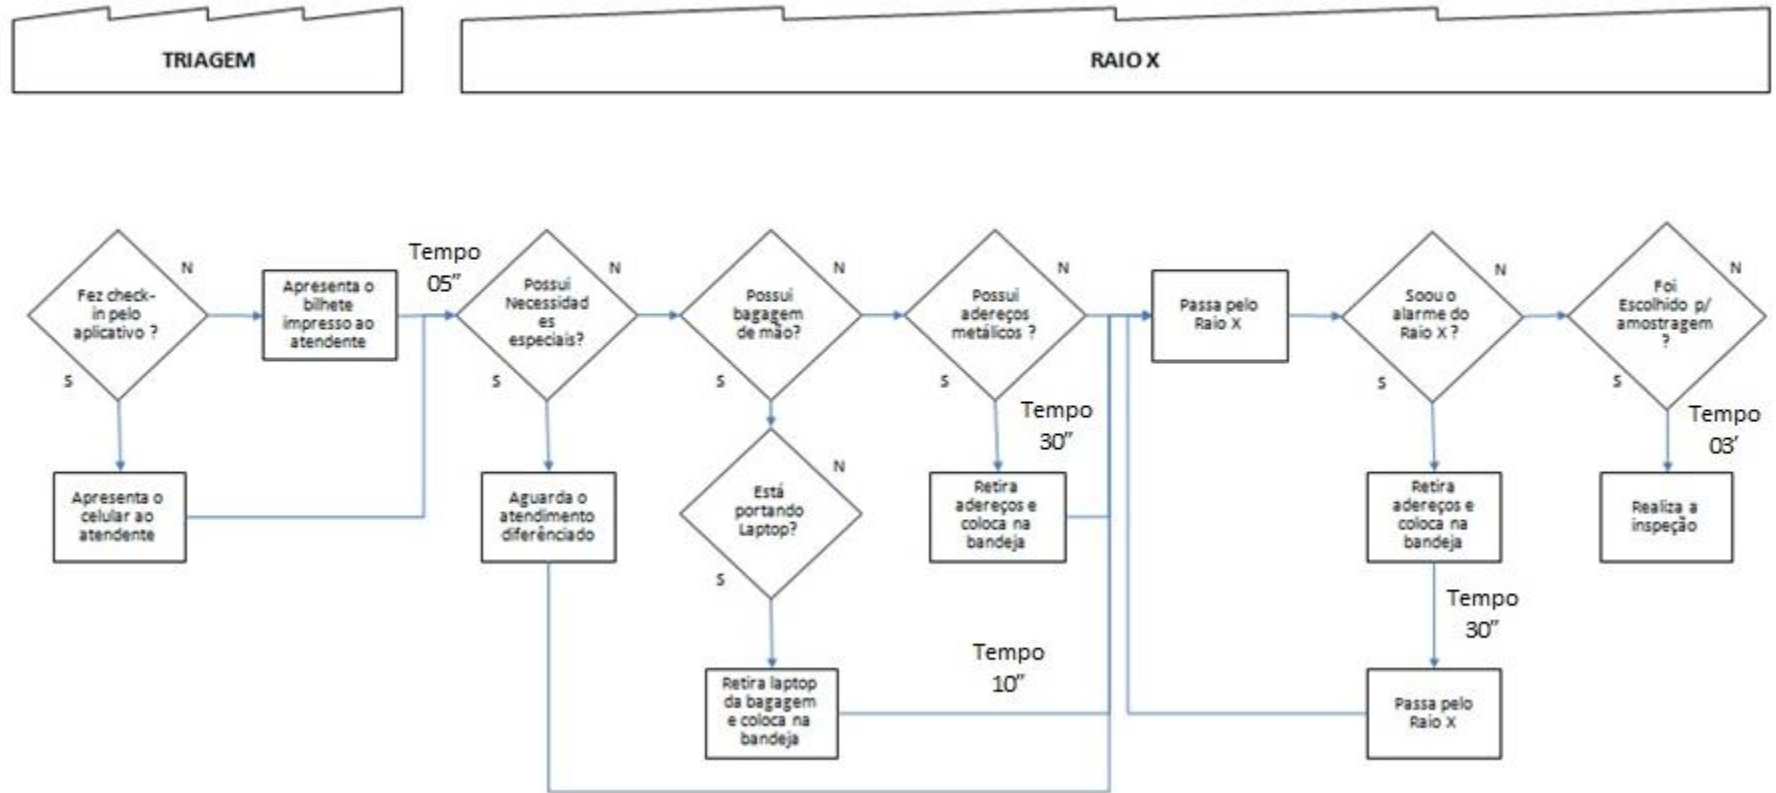 TRIAGEM
RAIO X
Fez check-
in pelo
aplicativo ?
N
S
Apresenta o
bilhete
impresso ao
atendente
Apresenta o
celular ao
atendente
Tempo
05"
Possui
Necessidad
es
especiais?
N
S
Aguarda o
atendimento
diferênciado
Possui
bagagem
de mão?
N
S
Está
portando
Laptop?
N
S
Retira laptop
da bagagem
e coloca na
bandeja
Tempo
10"
Possui
adereços
metálicos ?
N
S
Tempo
30"
Retira
adereços e
coloca na
bandeja
Passa pelo
Raio X
Soou o
alarme do
Raio X ?
N
S
Retira
adereços e
coloca na
bandeja
Tempo
30"
Passa pelo
Raio X
Foi
Escolhido p/
amostragem
?
N
S
Tempo
03'
Realiza a
inspeção